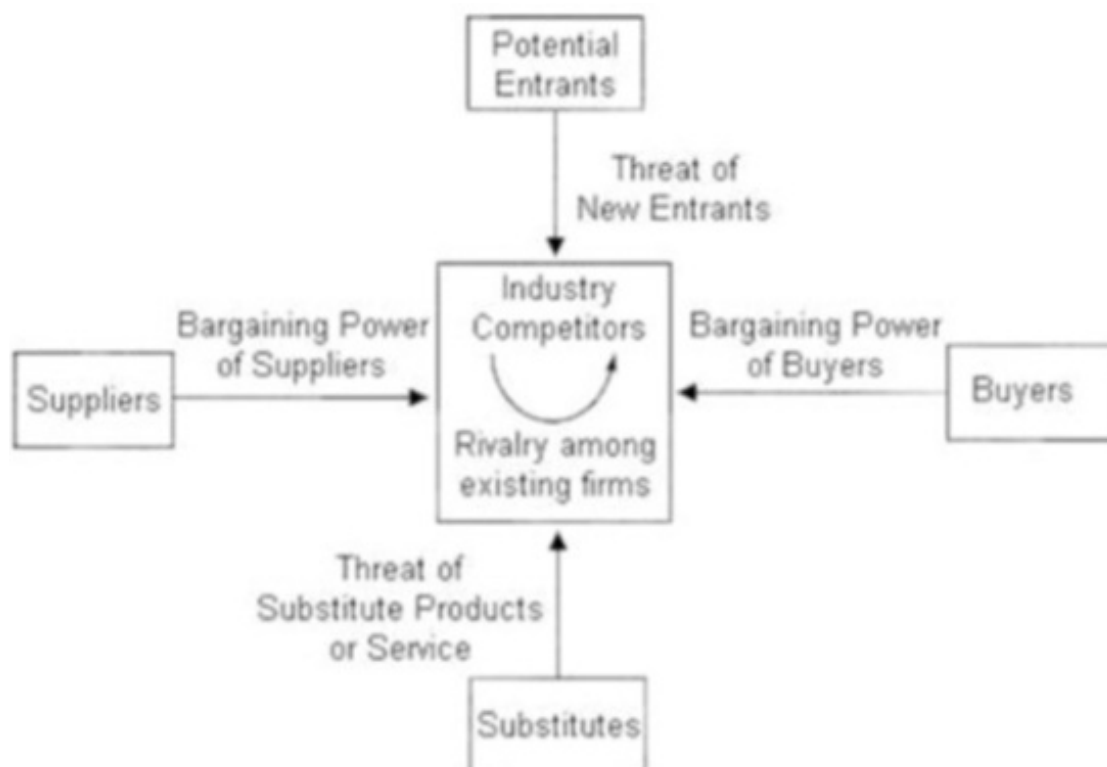 Potential
Entrants
Threat of
New Entrants
Industry
Competitors
Bargaining Power
of Suppliers
Bargaining Power
of Buyers
Suppliers
Buyers
Rivalry among
existing firms
Threat of
Substitute Products
or Service
Substitutes